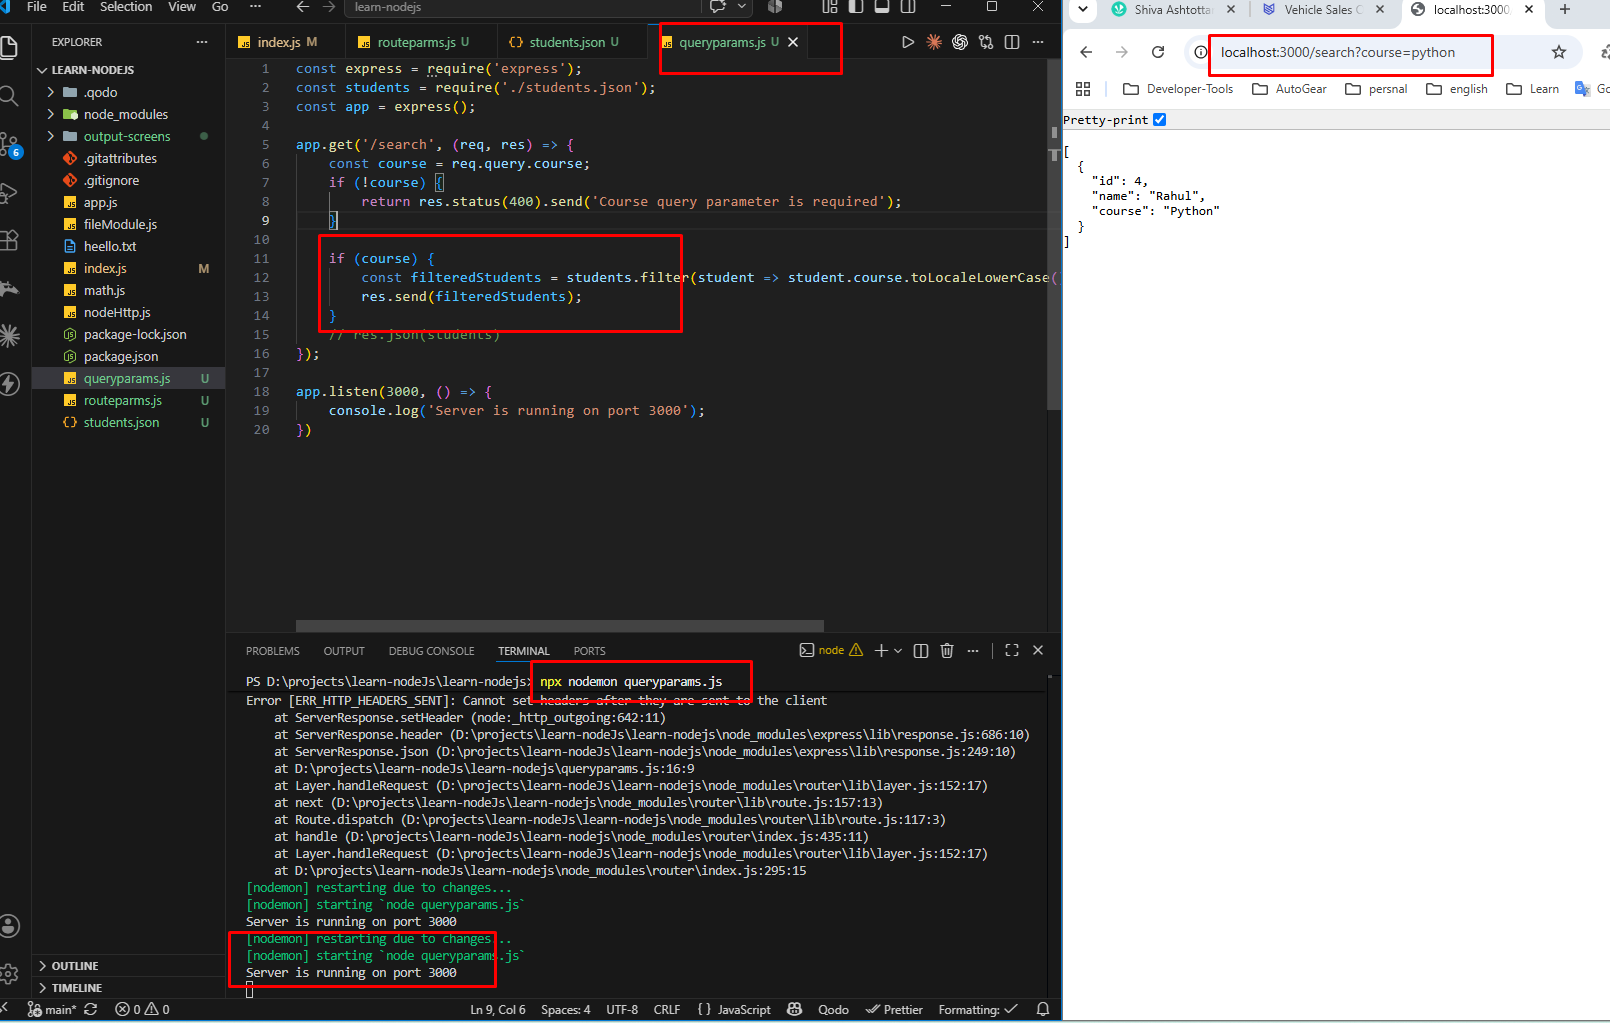 File Edit Selection View Go ··· learn-nodejs
EXPLORER ···
LEARN-NODEJS
.qodo
node_modules
output-screens
.gitattributes
.gitignore
app.js
fileModule.js
heello.txt
index.js M
math.js
nodeHttp.js
package-lock.json
package.json
queryparams.js U
routeparms.js U
students.json U
OUTLINE
TIMELINE
6
index.js M routeparms.js U students.json U queryparams.js U
1 const express = require('express');
2 const students = require('./students.json');
3 const app = express();
4
5 app.get('/search', (req, res) => {
6 const course = req.query.course;
7 if (!course) {
8 return res.status(400).send('Course query parameter is required');
9 }
10
11 if (course) {
12 const filteredStudents = students.filter(student => student.course.toLocaleLowerCase()
13 res.send(filteredStudents);
14 }
15 // res.json(students)
16 });
17
18 app.listen(3000, () => {
19 console.log('Server is running on port 3000');
20 })
PROBLEMS OUTPUT DEBUG CONSOLE TERMINAL PORTS node
PS D:\projects\learn-nodeJs\learn-nodejs> npx nodemon queryparams.js
Error [ERR_HTTP_HEADERS_SENT]: Cannot set headers after they are sent to the client
at ServerResponse.setHeader (node:_http_outgoing:642:11)
at ServerResponse.header (D:\projects\learn-nodeJs\learn-nodejs\node_modules\express\lib\response.js:686:10)
at ServerResponse.json (D:\projects\learn-nodeJs\learn-nodejs\node_modules\express\lib\response.js:249:10)
at D:\projects\learn-nodeJs\learn-nodejs\queryparams.js:16:9
at Layer.handleRequest (D:\projects\learn-nodeJs\learn-nodejs\node_modules\router\lib\layer.js:152:17)
at next (D:\projects\learn-nodeJs\learn-nodejs\node_modules\router\lib\route.js:157:13)
at Route.dispatch (D:\projects\learn-nodeJs\learn-nodejs\node_modules\router\lib\route.js:117:3)
at handle (D:\projects\learn-nodeJs\learn-nodejs\node_modules\router\index.js:435:11)
at Layer.handleRequest (D:\projects\learn-nodeJs\learn-nodejs\node_modules\router\lib\layer.js:152:17)
at D:\projects\learn-nodeJs\learn-nodejs\node_modules\router\index.js:295:15
[nodemon] restarting due to changes...
[nodemon] starting `node queryparams.js`
Server is running on port 3000
[nodemon] restarting due to changes...
[nodemon] starting `node queryparams.js`
Server is running on port 3000
main* 0 0 Ln 9, Col 6 Spaces: 4 UTF-8 CRLF { } JavaScript Qodo Prettier Formatting:
Shiva Ashtotta Vehicle Sales C localhost:3000
localhost:3000/search?course=python
Developer-Tools AutoGear persnal english Learn Go
Pretty-print
[
{
"id": 4,
"name": "Rahul",
"course": "Python"
}
]